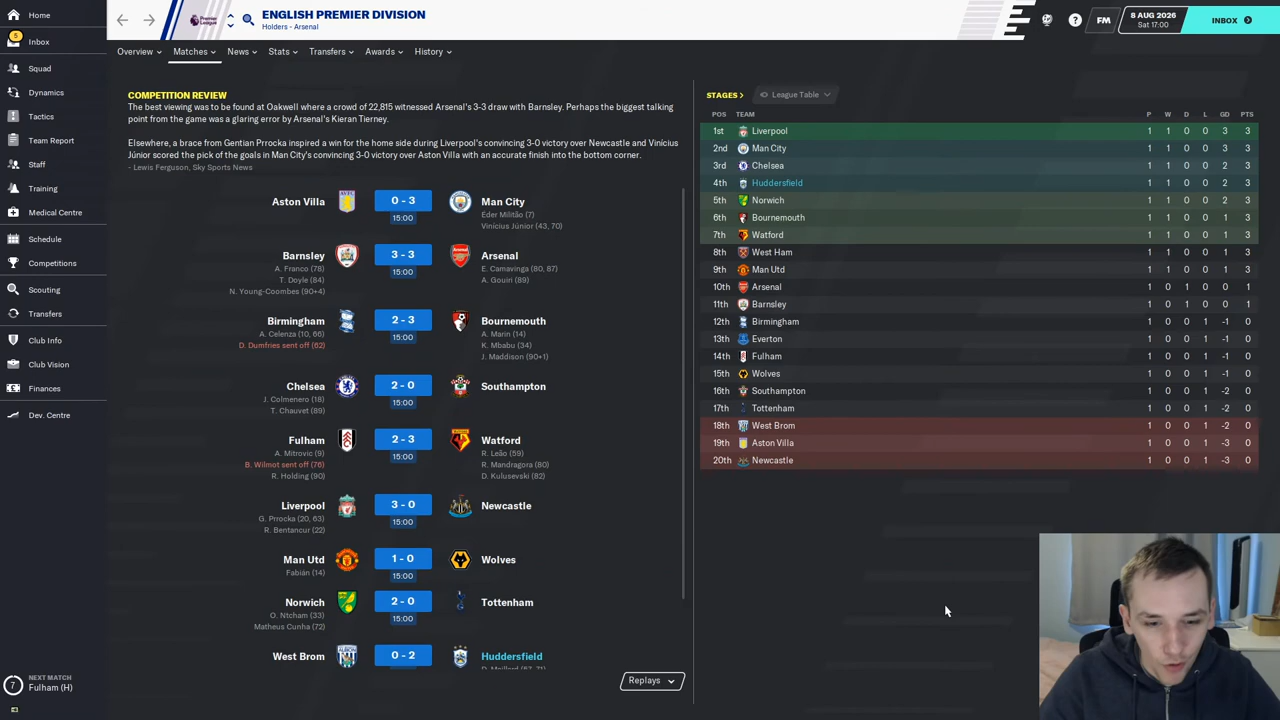 Home
5
Inbox
Squad
Dynamics
Tactics
Team Report
Staff
Training
Medical Centre
Schedule
Competitions
Scouting
Transfers
Club Info
Club Vision
Finances
Dev. Centre
7
NEXT MATCH
Fulham (H)
Premier League
ENGLISH PREMIER DIVISION
Holders - Arsenal
?
FM
8 AUG 2026
Sat 17:00
INBOX
Overview
Matches
News
Stats
Transfers
Awards
History
COMPETITION REVIEW
The best viewing was to be found at Oakwell where a crowd of 22,815 witnessed Arsenal's 3-3 draw with Barnsley. Perhaps the biggest talking
point from the game was a glaring error by Arsenal's Kieran Tierney.
Elsewhere, a brace from Gentian Prrocka inspired a win for the home side during Liverpool's convincing 3-0 victory over Newcastle and Vinícius
Júnior scored the pick of the goals in Man City's convincing 3-0 victory over Aston Villa with an accurate finish into the bottom corner.
- Lewis Ferguson, Sky Sports News
Aston Villa 0 - 3 Man City
15:00
Éder Militão (7)
Vinícius Júnior (43, 70)
Barnsley 3 - 3 Arsenal
15:00
A. Franco (78)
T. Doyle (84)
N. Young-Coombes (90+4)
E. Camavinga (80, 87)
A. Gouiri (89)
Birmingham 2 - 3 Bournemouth
15:00
A. Celenza (10, 66)
D. Dumfries sent off (62)
A. Marin (14)
K. Mbabu (34)
J. Maddison (90+1)
Chelsea 2 - 0 Southampton
15:00
J. Colmenero (18)
T. Chauvet (89)
Fulham 2 - 3 Watford
15:00
A. Mitrovic (9)
B. Wilmot sent off (76)
R. Holding (90)
R. Leão (59)
R. Mandragora (80)
D. Kulusevski (82)
Liverpool 3 - 0 Newcastle
15:00
G. Prrocka (20, 63)
R. Bentancur (22)
Man Utd 1 - 0 Wolves
15:00
Fabián (14)
Norwich 2 - 0 Tottenham
15:00
O. Ntcham (33)
Matheus Cunha (72)
West Brom 0 - 2 Huddersfield
Replays
STAGES > League Table
POS TEAM P W D L GD PTS
1st Liverpool 1 1 0 0 3 3
2nd Man City 1 1 0 0 3 3
3rd Chelsea 1 1 0 0 2 3
4th Huddersfield 1 1 0 0 2 3
5th Norwich 1 1 0 0 2 3
6th Bournemouth 1 1 0 0 1 3
7th Watford 1 1 0 0 1 3
8th West Ham 1 1 0 0 1 3
9th Man Utd 1 1 0 0 1 3
10th Arsenal 1 0 1 0 0 1
11th Barnsley 1 0 1 0 0 1
12th Birmingham 1 0 0 1 -1 0
13th Everton 1 0 0 1 -1 0
14th Fulham 1 0 0 1 -1 0
15th Wolves 1 0 0 1 -1 0
16th Southampton 1 0 0 1 -2 0
17th Tottenham 1 0 0 1 -2 0
18th West Brom 1 0 0 1 -2 0
19th Aston Villa 1 0 0 1 -3 0
20th Newcastle 1 0 0 1 -3 0